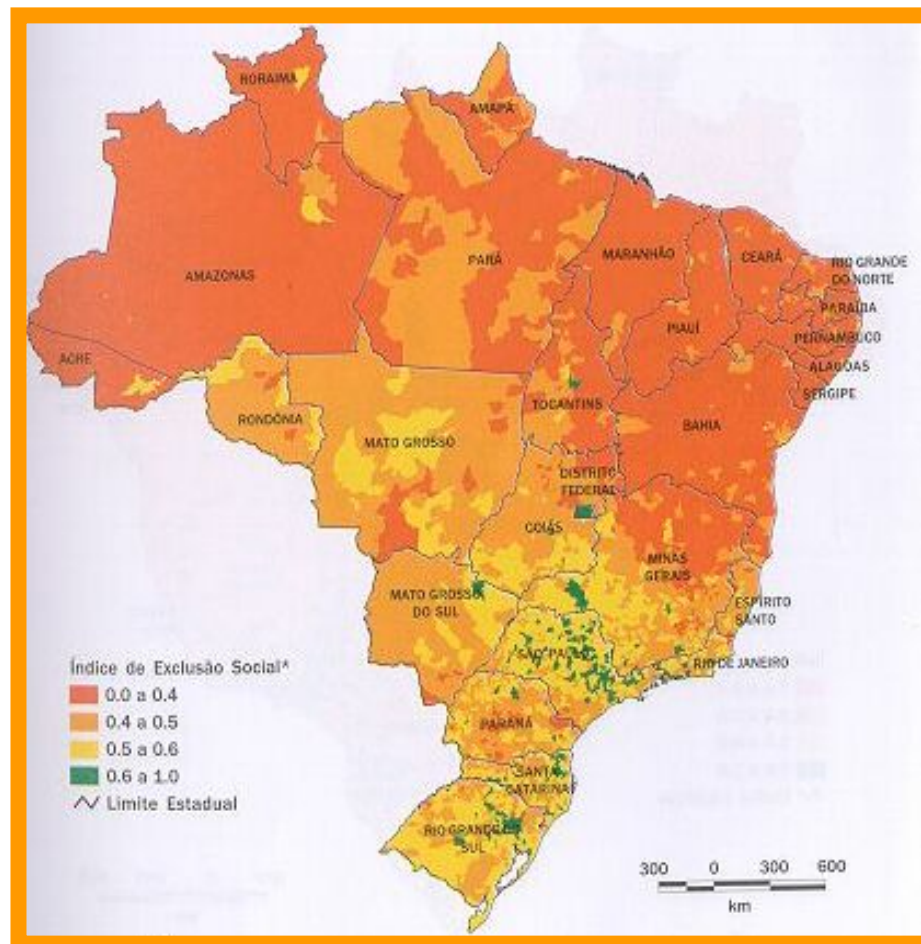 RORAIMA
AMAPÁ
AMAZONAS
PARÁ
MARANHÃO
CEARÁ
RIO GRANDE
DO NORTE
PARAÍBA
PIAUÍ
PERNAMBUCO
ACRE
ALAGOAS
SERGIPE
TOCANTINS
RONDÔNIA
BAHIA
MATO GROSSO
DISTRITO
FEDERAL
GOIÁS
MINAS
GERAIS
MATO GROSSO
DO SUL
ESPÍRITO
SANTO
SÃO PAULO
RIO DE JANEIRO
Índice de Exclusão Social*
0.0 a 0.4
0.4 a 0.5
0.5 a 0.6
0.6 a 1.0
Limite Estadual
PARANÁ
SANTA
CATARINA
RIO GRANDE DO
SUL
300 0 300 600
km